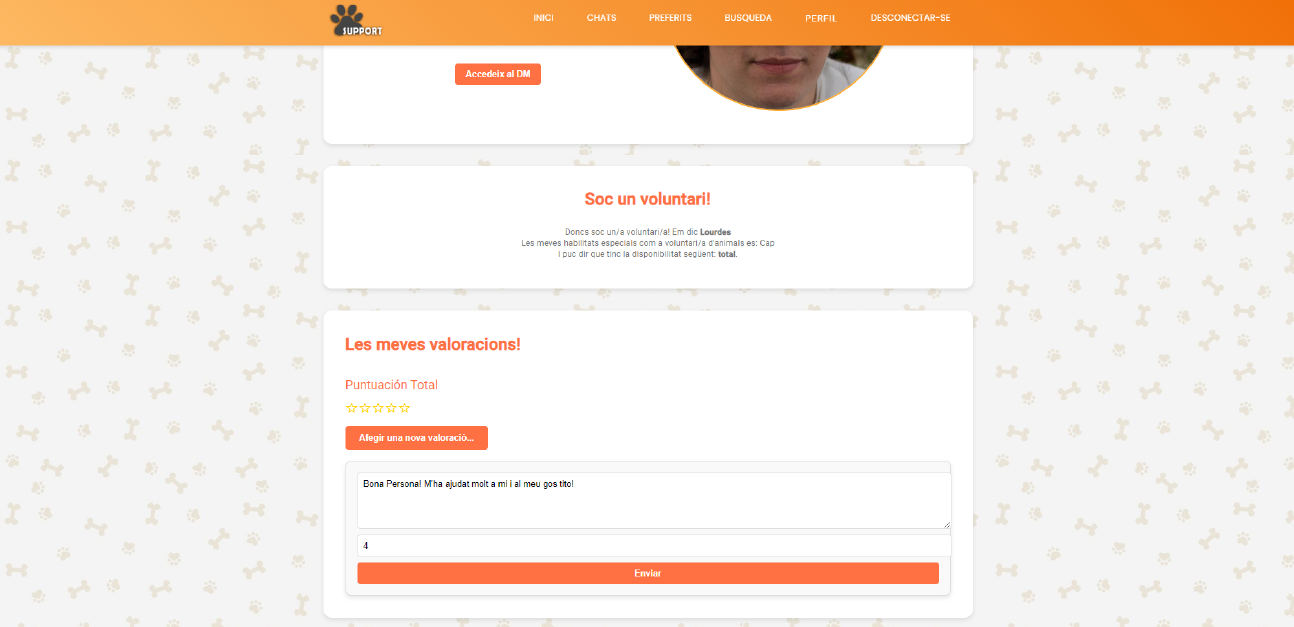 SUPPORT
INICI CHATS PREFERITS BUSQUEDA PERFIL DESCONECTAR-SE
Accedeix al DM
Soc un voluntari!
Doncs soc un/a voluntari/a! Em dic Lourdes
Les meves habilitats especials com a voluntari/a d'animals es: Cap
I puc dir que tinc la disponibilitat següent: total.
Les meves valoracions!
Puntuación Total
Afegir una nova valoració...
Bona Persona! M'ha ajudat molt a mi i al meu gos tito!
4
Enviar